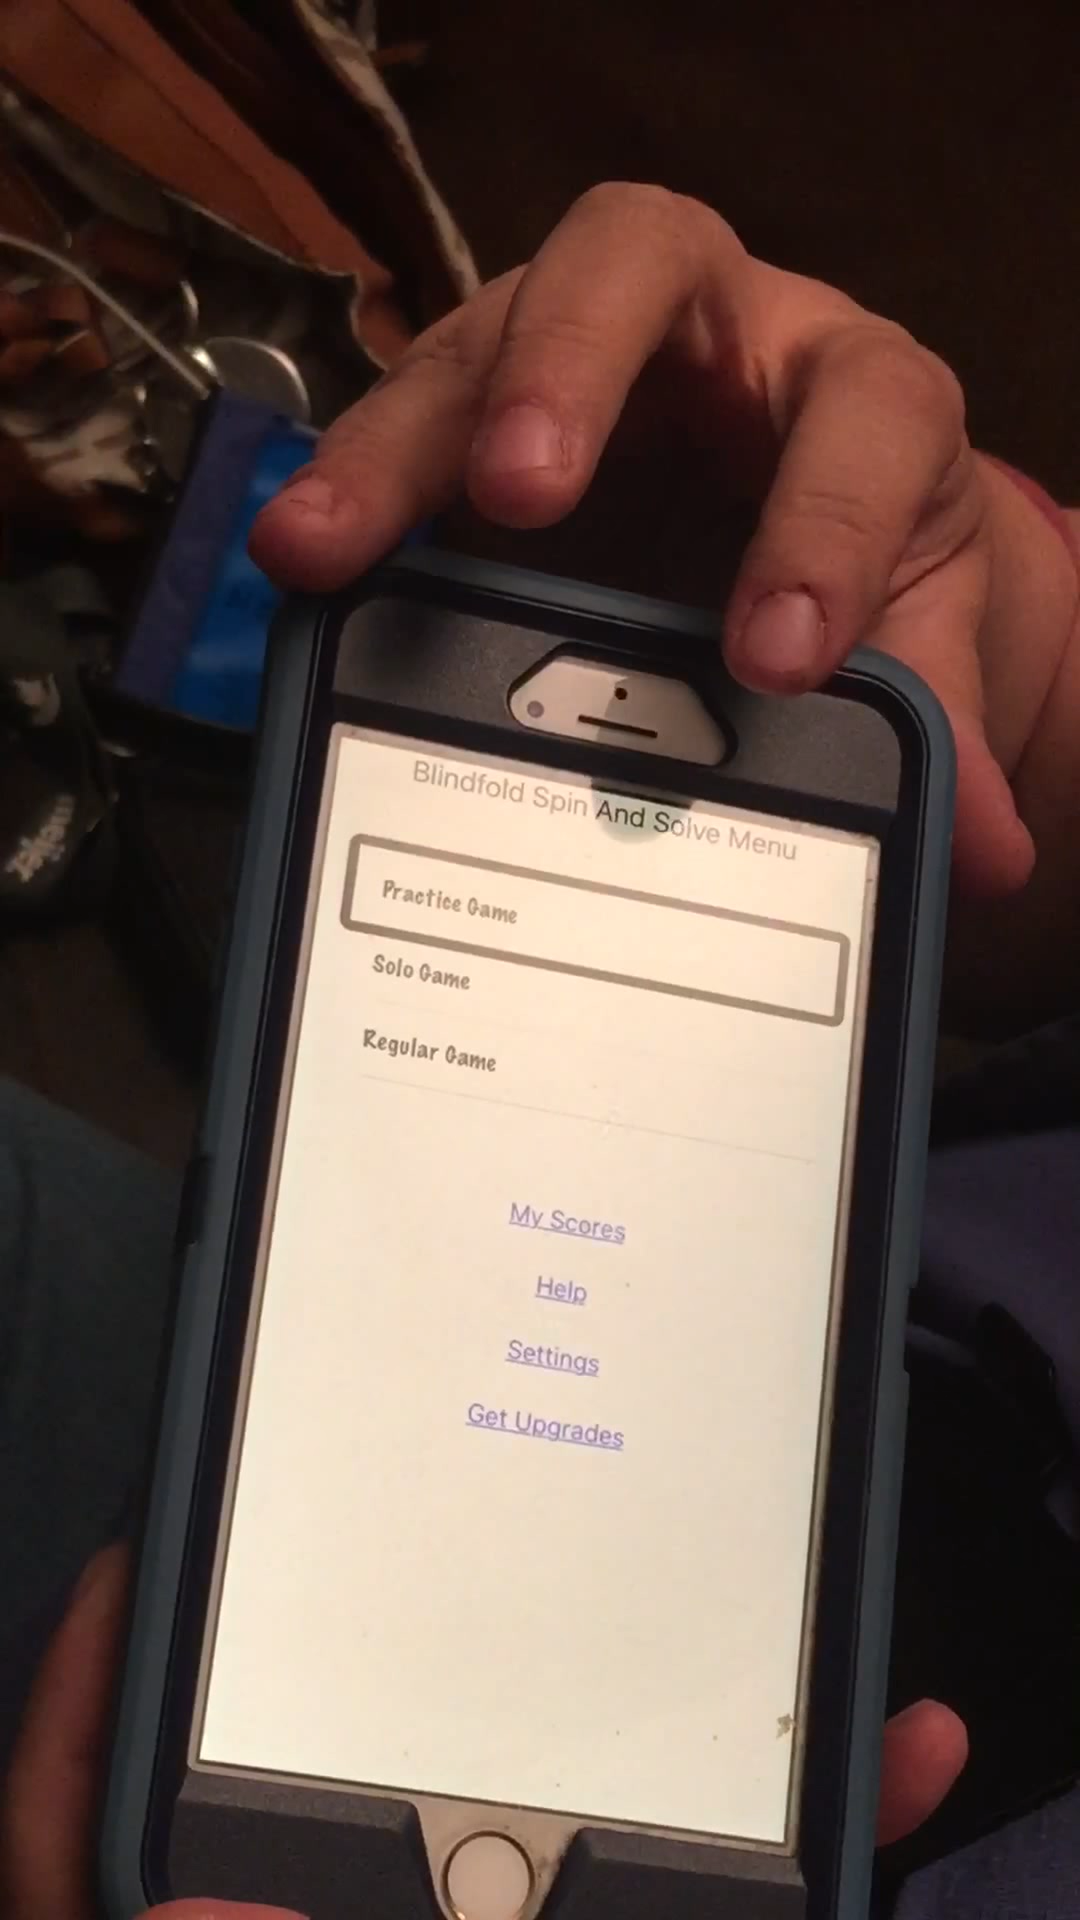 Blindfold Spin And Solve Menu
Practice Game
Solo Game
Regular Game
My Scores
Help
Settings
Get Upgrades